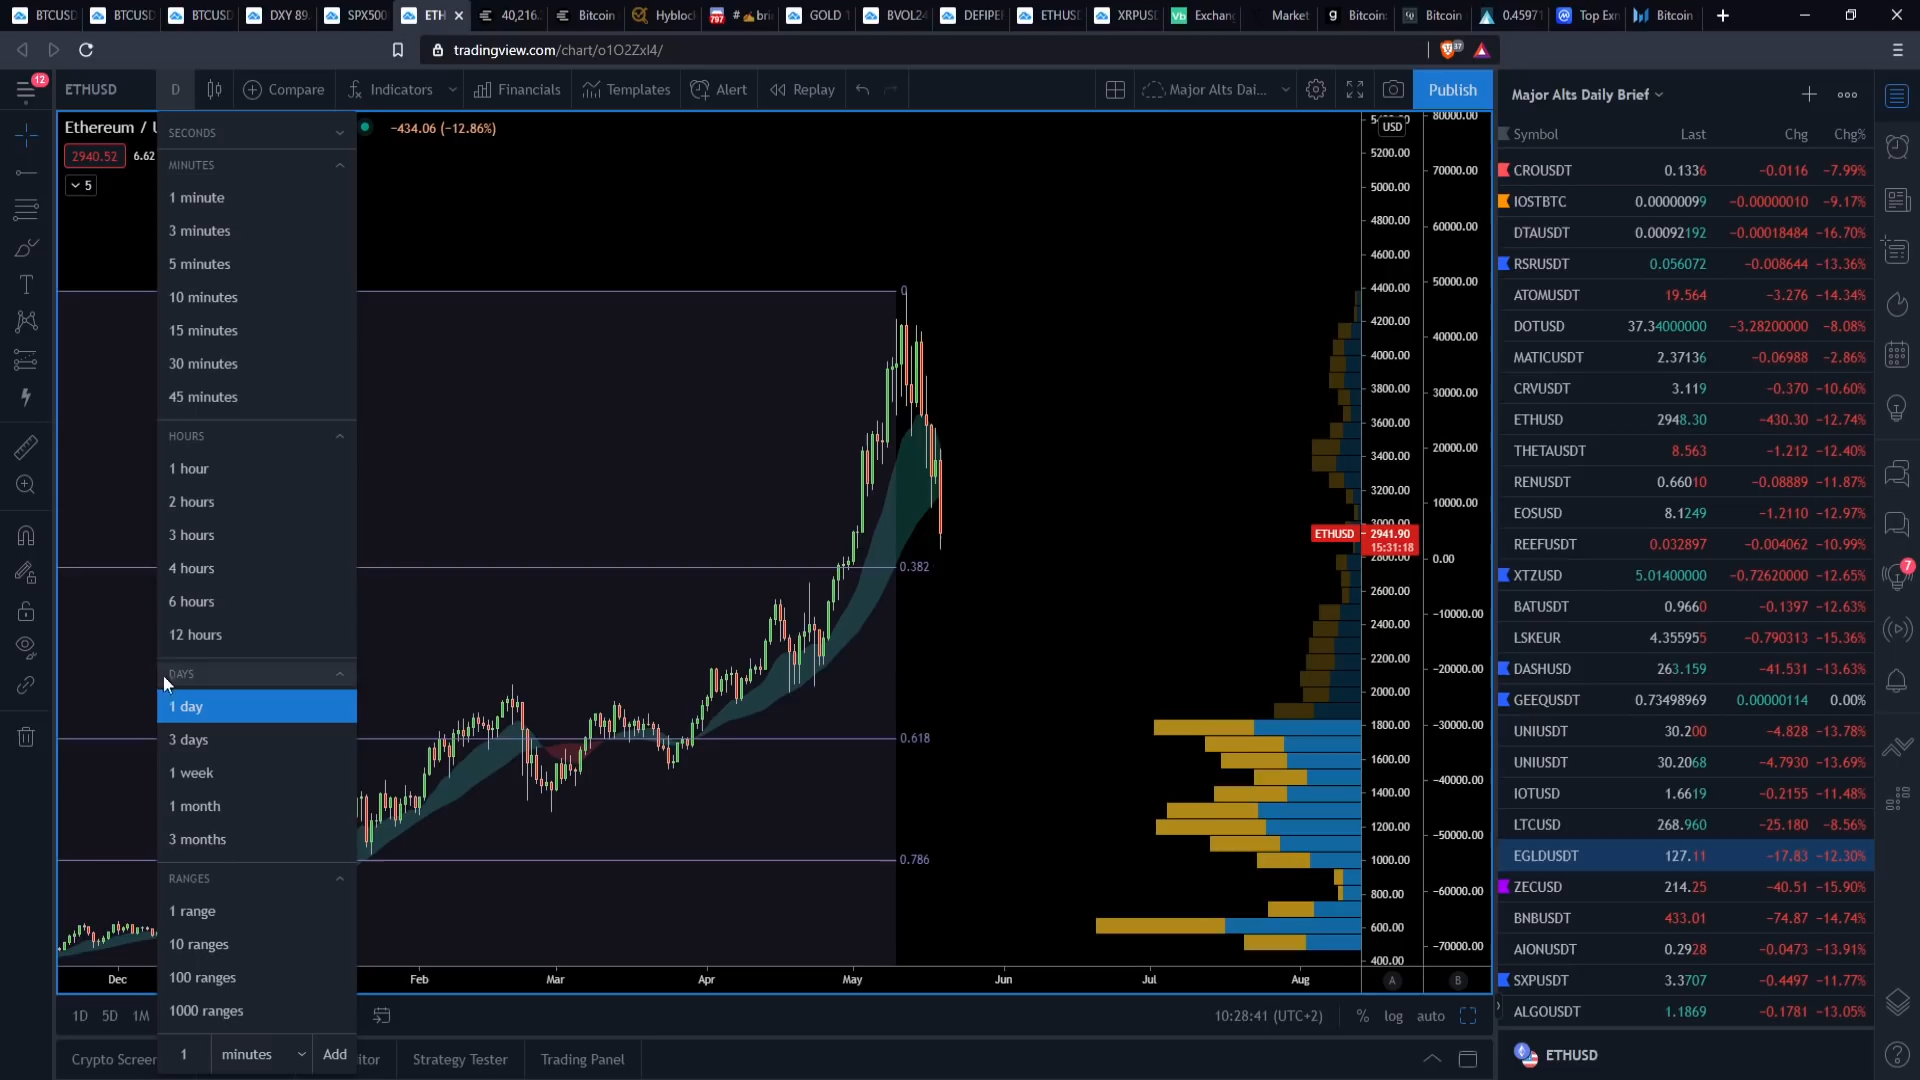 BTCUSD BTCUSD BTCUSD DXY 89. SPX500 ETH 40,216. Bitcoin Hyblock # GOLD BVOL24 DEFIPER ETHUSD XRPUSD Exchang Market Bitcoin: Bitcoin 0.45971 Top Exc Bitcoin
tradingview.com/chart/o1O2Zxl4/
37
12
ETHUSD D Compare Indicators Financials Templates Alert Replay Major Alts Dai... Publish
Major Alts Daily Brief
Ethereum / U −434.06 (−12.86%)
2940.52 6.62
5
SECONDS
MINUTES
1 minute
3 minutes
5 minutes
10 minutes
15 minutes
30 minutes
45 minutes
HOURS
1 hour
2 hours
3 hours
4 hours
6 hours
12 hours
DAYS
1 day
3 days
1 week
1 month
3 months
RANGES
1 range
10 ranges
100 ranges
1000 ranges
1 minutes Add
0
0.382
0.618
0.786
USD
5200.00
5000.00
4800.00
4600.00
4400.00
4200.00
4000.00
3800.00
3600.00
3400.00
3200.00
3000.00
ETHUSD 2941.90
15:31:18
2800.00
2600.00
2400.00
2200.00
2000.00
1800.00
1600.00
1400.00
1200.00
1000.00
800.00
600.00
400.00
80000.00
70000.00
60000.00
50000.00
40000.00
30000.00
20000.00
10000.00
0.00
−10000.00
−20000.00
−30000.00
−40000.00
−50000.00
−60000.00
−70000.00
Dec Feb Mar Apr May Jun Jul Aug A B
1D 5D 1M 10:28:41 (UTC+2) % log auto
Crypto Screen itor Strategy Tester Trading Panel
Symbol Last Chg Chg%
CROUSDT 0.1336 −0.0116 −7.99%
IOSTBTC 0.00000099 −0.00000010 −9.17%
DTAUSDT 0.00092192 −0.00018484 −16.70%
RSRUSDT 0.056072 −0.008644 −13.36%
ATOMUSDT 19.564 −3.276 −14.34%
DOTUSD 37.34000000 −3.28200000 −8.08%
MATICUSDT 2.37136 −0.06988 −2.86%
CRVUSDT 3.119 −0.370 −10.60%
ETHUSD 2948.30 −430.30 −12.74%
THETAUSDT 8.563 −1.212 −12.40%
RENUSDT 0.66010 −0.08889 −11.87%
EOSUSD 8.1249 −1.2110 −12.97%
REEFUSDT 0.032897 −0.004062 −10.99%
XTZUSD 5.01400000 −0.72620000 −12.65%
BATUSDT 0.9660 −0.1397 −12.63%
LSKEUR 4.355955 −0.790313 −15.36%
DASHUSD 263.159 −41.531 −13.63%
GEEQUSDT 0.73498969 0.00000114 0.00%
UNIUSDT 30.200 −4.828 −13.78%
UNIUSD 30.2068 −4.7930 −13.69%
IOTUSD 1.6619 −0.2155 −11.48%
LTCUSD 268.960 −25.180 −8.56%
EGLDUSDT 127.11 −17.83 −12.30%
ZECUSD 214.25 −40.51 −15.90%
BNBUSDT 433.01 −74.87 −14.74%
AIONUSDT 0.2928 −0.0473 −13.91%
SXPUSDT 3.3707 −0.4497 −11.77%
ALGOUSDT 1.1869 −0.1781 −13.05%
ETHUSD
7